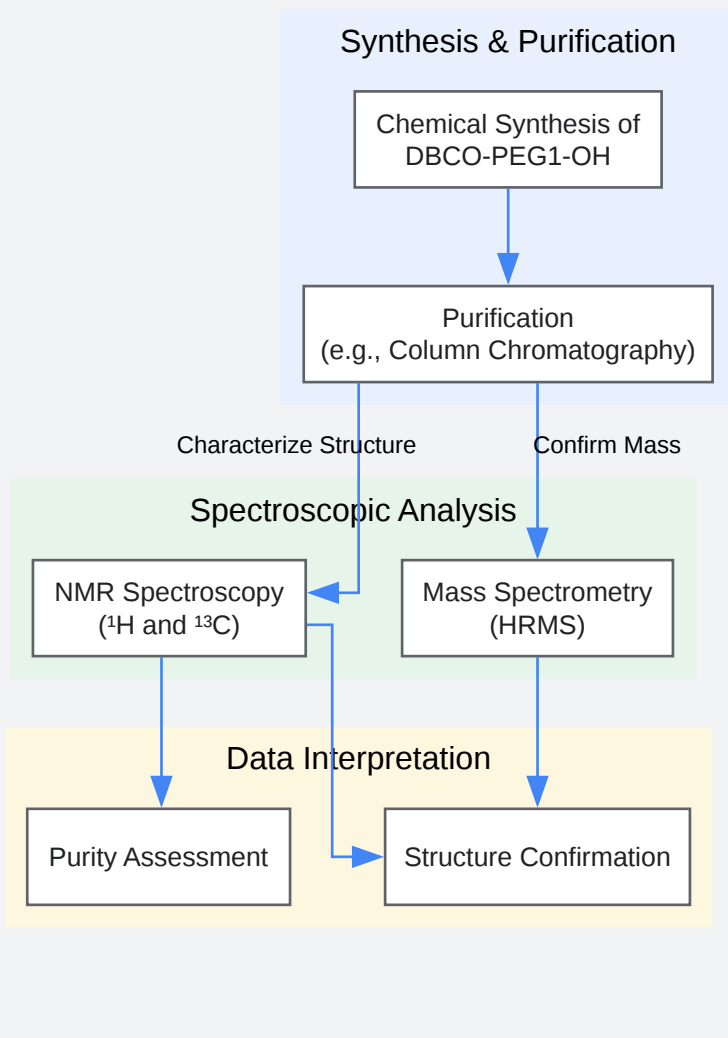 Synthesis & Purification
Chemical Synthesis of
DBCO-PEG1-OH
Purification
(e.g., Column Chromatography)
Characterize Structure
Confirm Mass
Spectroscopic Analysis
NMR Spectroscopy
(¹H and ¹³C)
Mass Spectrometry
(HRMS)
Data Interpretation
Purity Assessment
Structure Confirmation